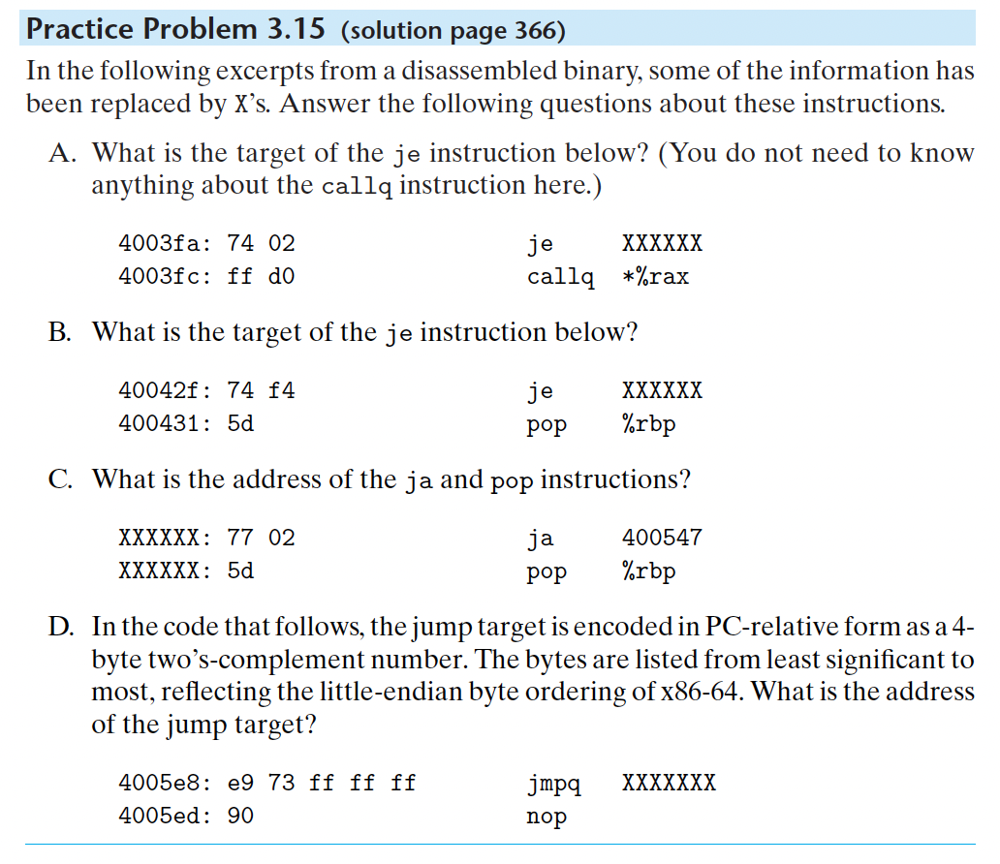 Practice Problem 3.15 (solution page 366)
In the following excerpts from a disassembled binary, some of the information has
been replaced by X’s. Answer the following questions about these instructions.
A. What is the target of the je instruction below? (You do not need to know
anything about the callq instruction here.)
4003fa: 74 02 je XXXXXX
4003fc: ff d0 callq *%rax
B. What is the target of the je instruction below?
40042f: 74 f4 je XXXXXX
400431: 5d pop %rbp
C. What is the address of the ja and pop instructions?
XXXXXX: 77 02 ja 400547
XXXXXX: 5d pop %rbp
D. In the code that follows, the jump target is encoded in PC-relative form as a 4-
byte two’s-complement number. The bytes are listed from least significant to
most, reflecting the little-endian byte ordering of x86-64. What is the address
of the jump target?
4005e8: e9 73 ff ff ff jmpq XXXXXXX
4005ed: 90 nop